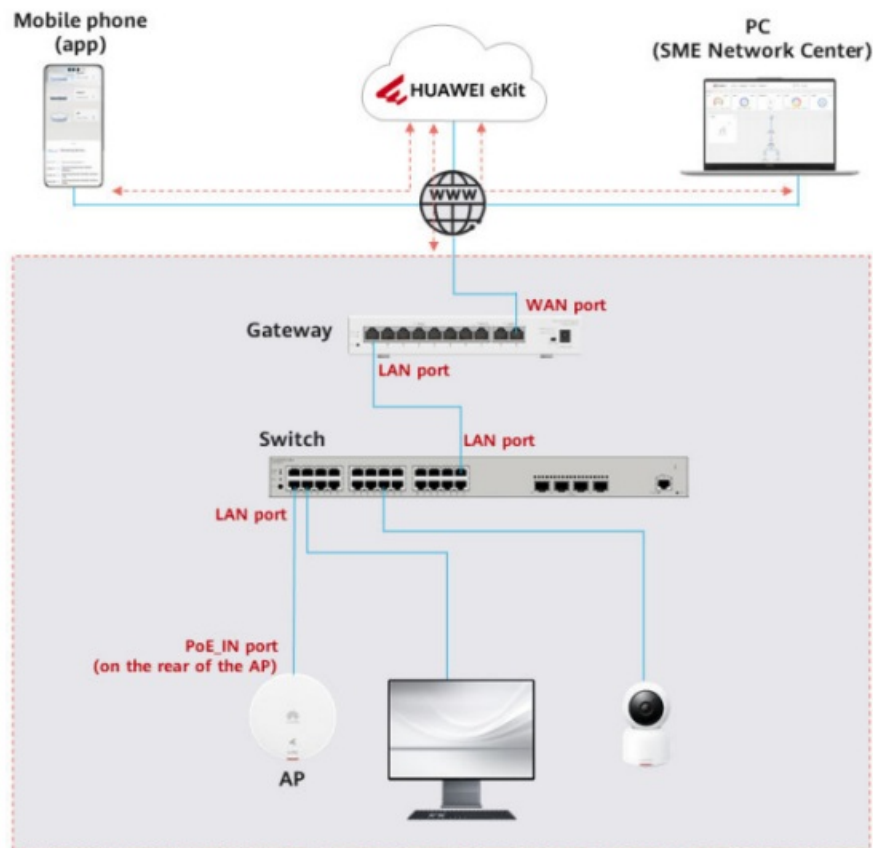 Mobile phone
(app)
HUAWEI eKit
PC
(SME Network Center)
WWW
WAN port
Gateway
LAN port
Switch
LAN port
LAN port
PoE_IN port
(on the rear of the AP)
AP